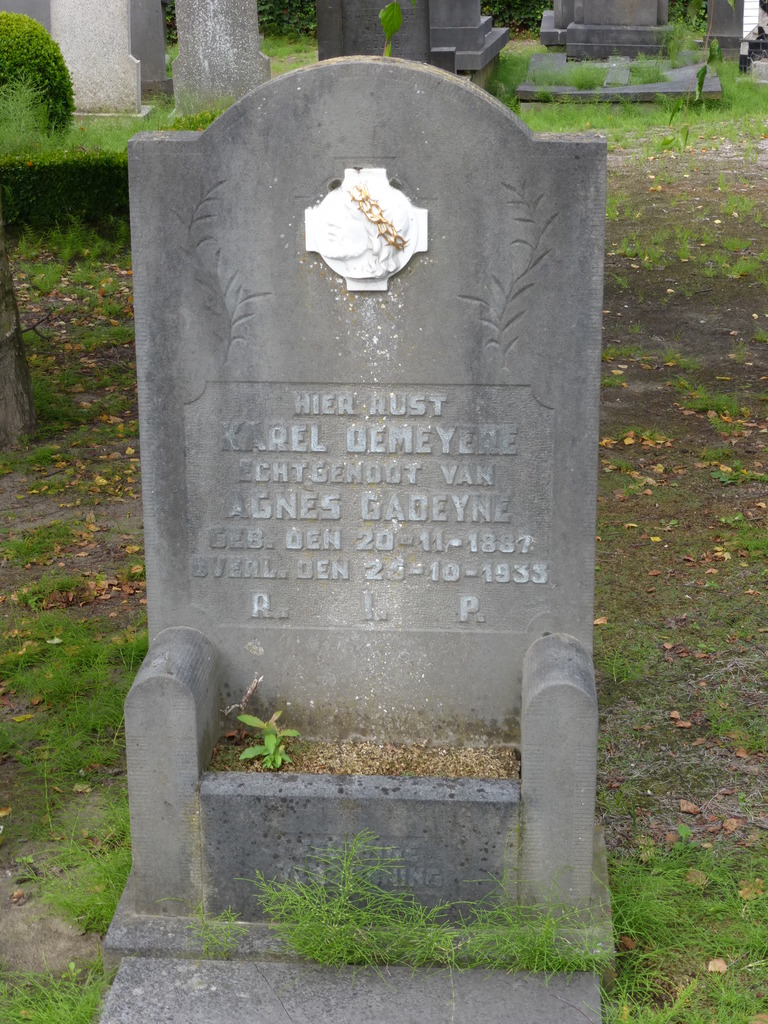 HIER RUST
KAREL DEMEYERE
ECHTGENOOT VAN
AGNES GADEYNE
GEB. DEN 20-11-1887
OVERL. DEN 23-10-1933
R. I. P.